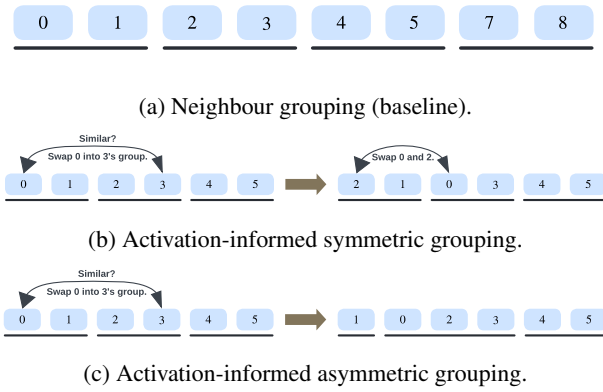 0 1 2 3 4 5 7 8
(a) Neighbour grouping (baseline).
Similar?
Swap 0 into 3's group.
Swap 0 and 2.
0 1 2 3 4 5 2 1 0 3 4 5
(b) Activation-informed symmetric grouping.
Similar?
Swap 0 into 3's group.
0 1 2 3 4 5 1 0 2 3 4 5
(c) Activation-informed asymmetric grouping.